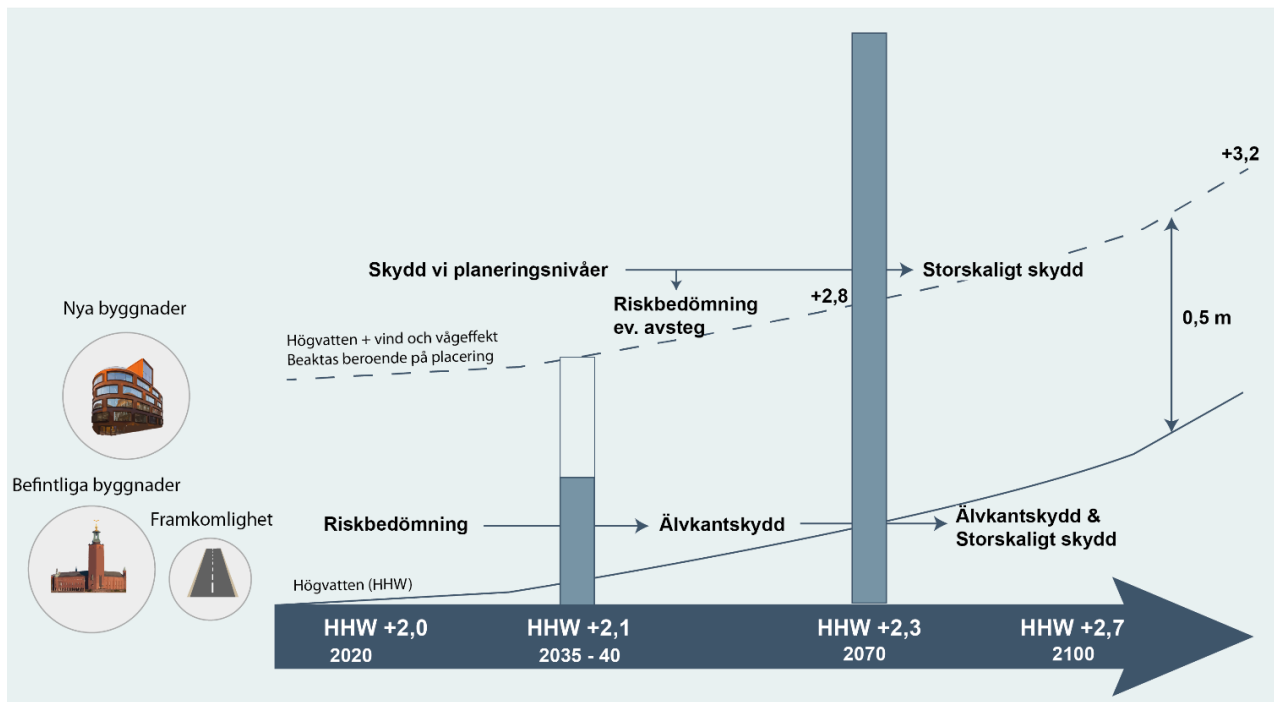 +3,2
Skydd vi planeringsnivåer
Storskaligt skydd
+2,8
Riskbedömning
ev. avsteg
0,5 m
Nya byggnader
Högvatten + vind och vågeffekt
Beaktas beroende på placering
Befintliga byggnader
Framkomlighet
Riskbedömning
Älvkantskydd
Älvkantskydd &
Storskaligt skydd
Högvatten (HHW)
HHW +2,0
2020
HHW +2,1
2035 - 40
HHW +2,3
2070
HHW +2,7
2100